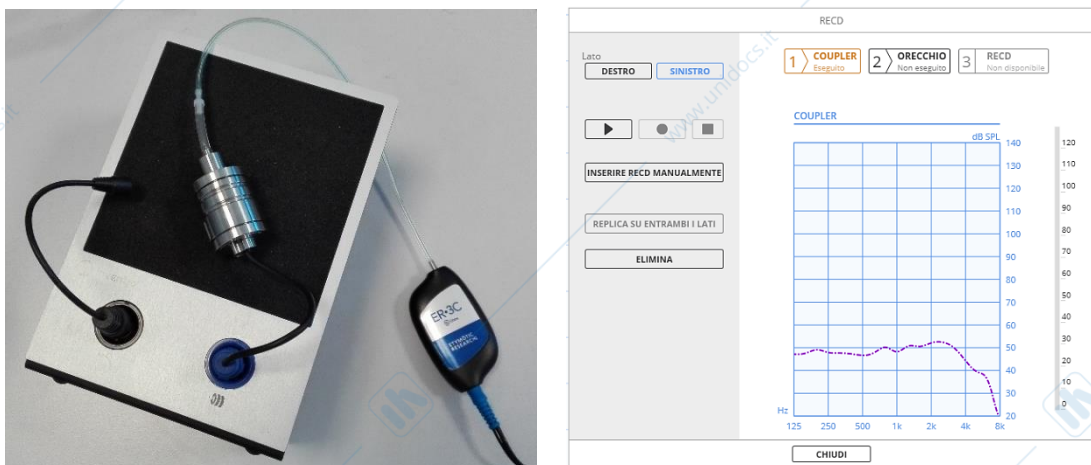 ER•3C
ETYMOTIC
RESEARCH
RECD
Lato
DESTRO
SINISTRO
1
COUPLER
Eseguito
2
ORECCHIO
Non eseguito
3
RECD
Non disponibile
INSERIRE RECD MANUALMENTE
REPLICA SU ENTRAMBI I LATI
ELIMINA
COUPLER
dB SPL
140
130
120
110
100
90
80
70
60
50
40
30
20
Hz
125
250
500
1k
2k
4k
8k
120
110
100
90
80
70
60
50
40
30
20
10
0
CHIUDI
www.unidocs.it